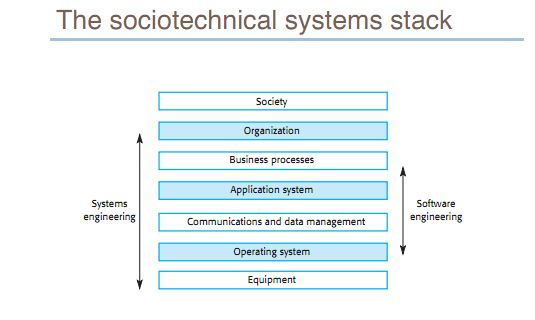 The sociotechnical systems stack
Society
Organization
Business processes
Application system
Communications and data management
Operating system
Equipment
Systems
engineering
Software
engineering